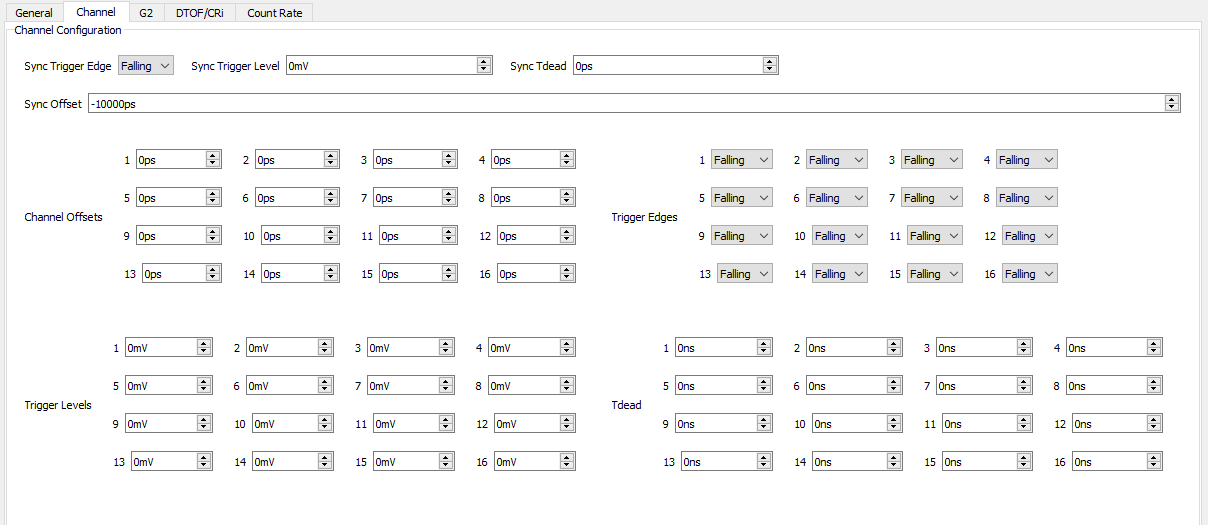 General Channel G2 DTOF/CRi Count Rate
Channel Configuration
Sync Trigger Edge Falling Sync Trigger Level 0mV Sync Tdead 0ps
Sync Offset -10000ps
Channel Offsets
1 0ps 2 0ps 3 0ps 4 0ps
5 0ps 6 0ps 7 0ps 8 0ps
9 0ps 10 0ps 11 0ps 12 0ps
13 0ps 14 0ps 15 0ps 16 0ps
Trigger Edges
1 Falling 2 Falling 3 Falling 4 Falling
5 Falling 6 Falling 7 Falling 8 Falling
9 Falling 10 Falling 11 Falling 12 Falling
13 Falling 14 Falling 15 Falling 16 Falling
Trigger Levels
1 0mV 2 0mV 3 0mV 4 0mV
5 0mV 6 0mV 7 0mV 8 0mV
9 0mV 10 0mV 11 0mV 12 0mV
13 0mV 14 0mV 15 0mV 16 0mV
Tdead
1 0ns 2 0ns 3 0ns 4 0ns
5 0ns 6 0ns 7 0ns 8 0ns
9 0ns 10 0ns 11 0ns 12 0ns
13 0ns 14 0ns 15 0ns 16 0ns